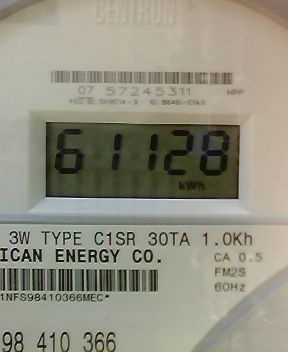 CENTRON
07 57245311
61128
kWh
3W TYPE C1SR 30TA 1.0Kh
ICAN ENERGY CO.
CA 0.5
FM2S
60Hz
1NFS98410366MEC*
98 410 366